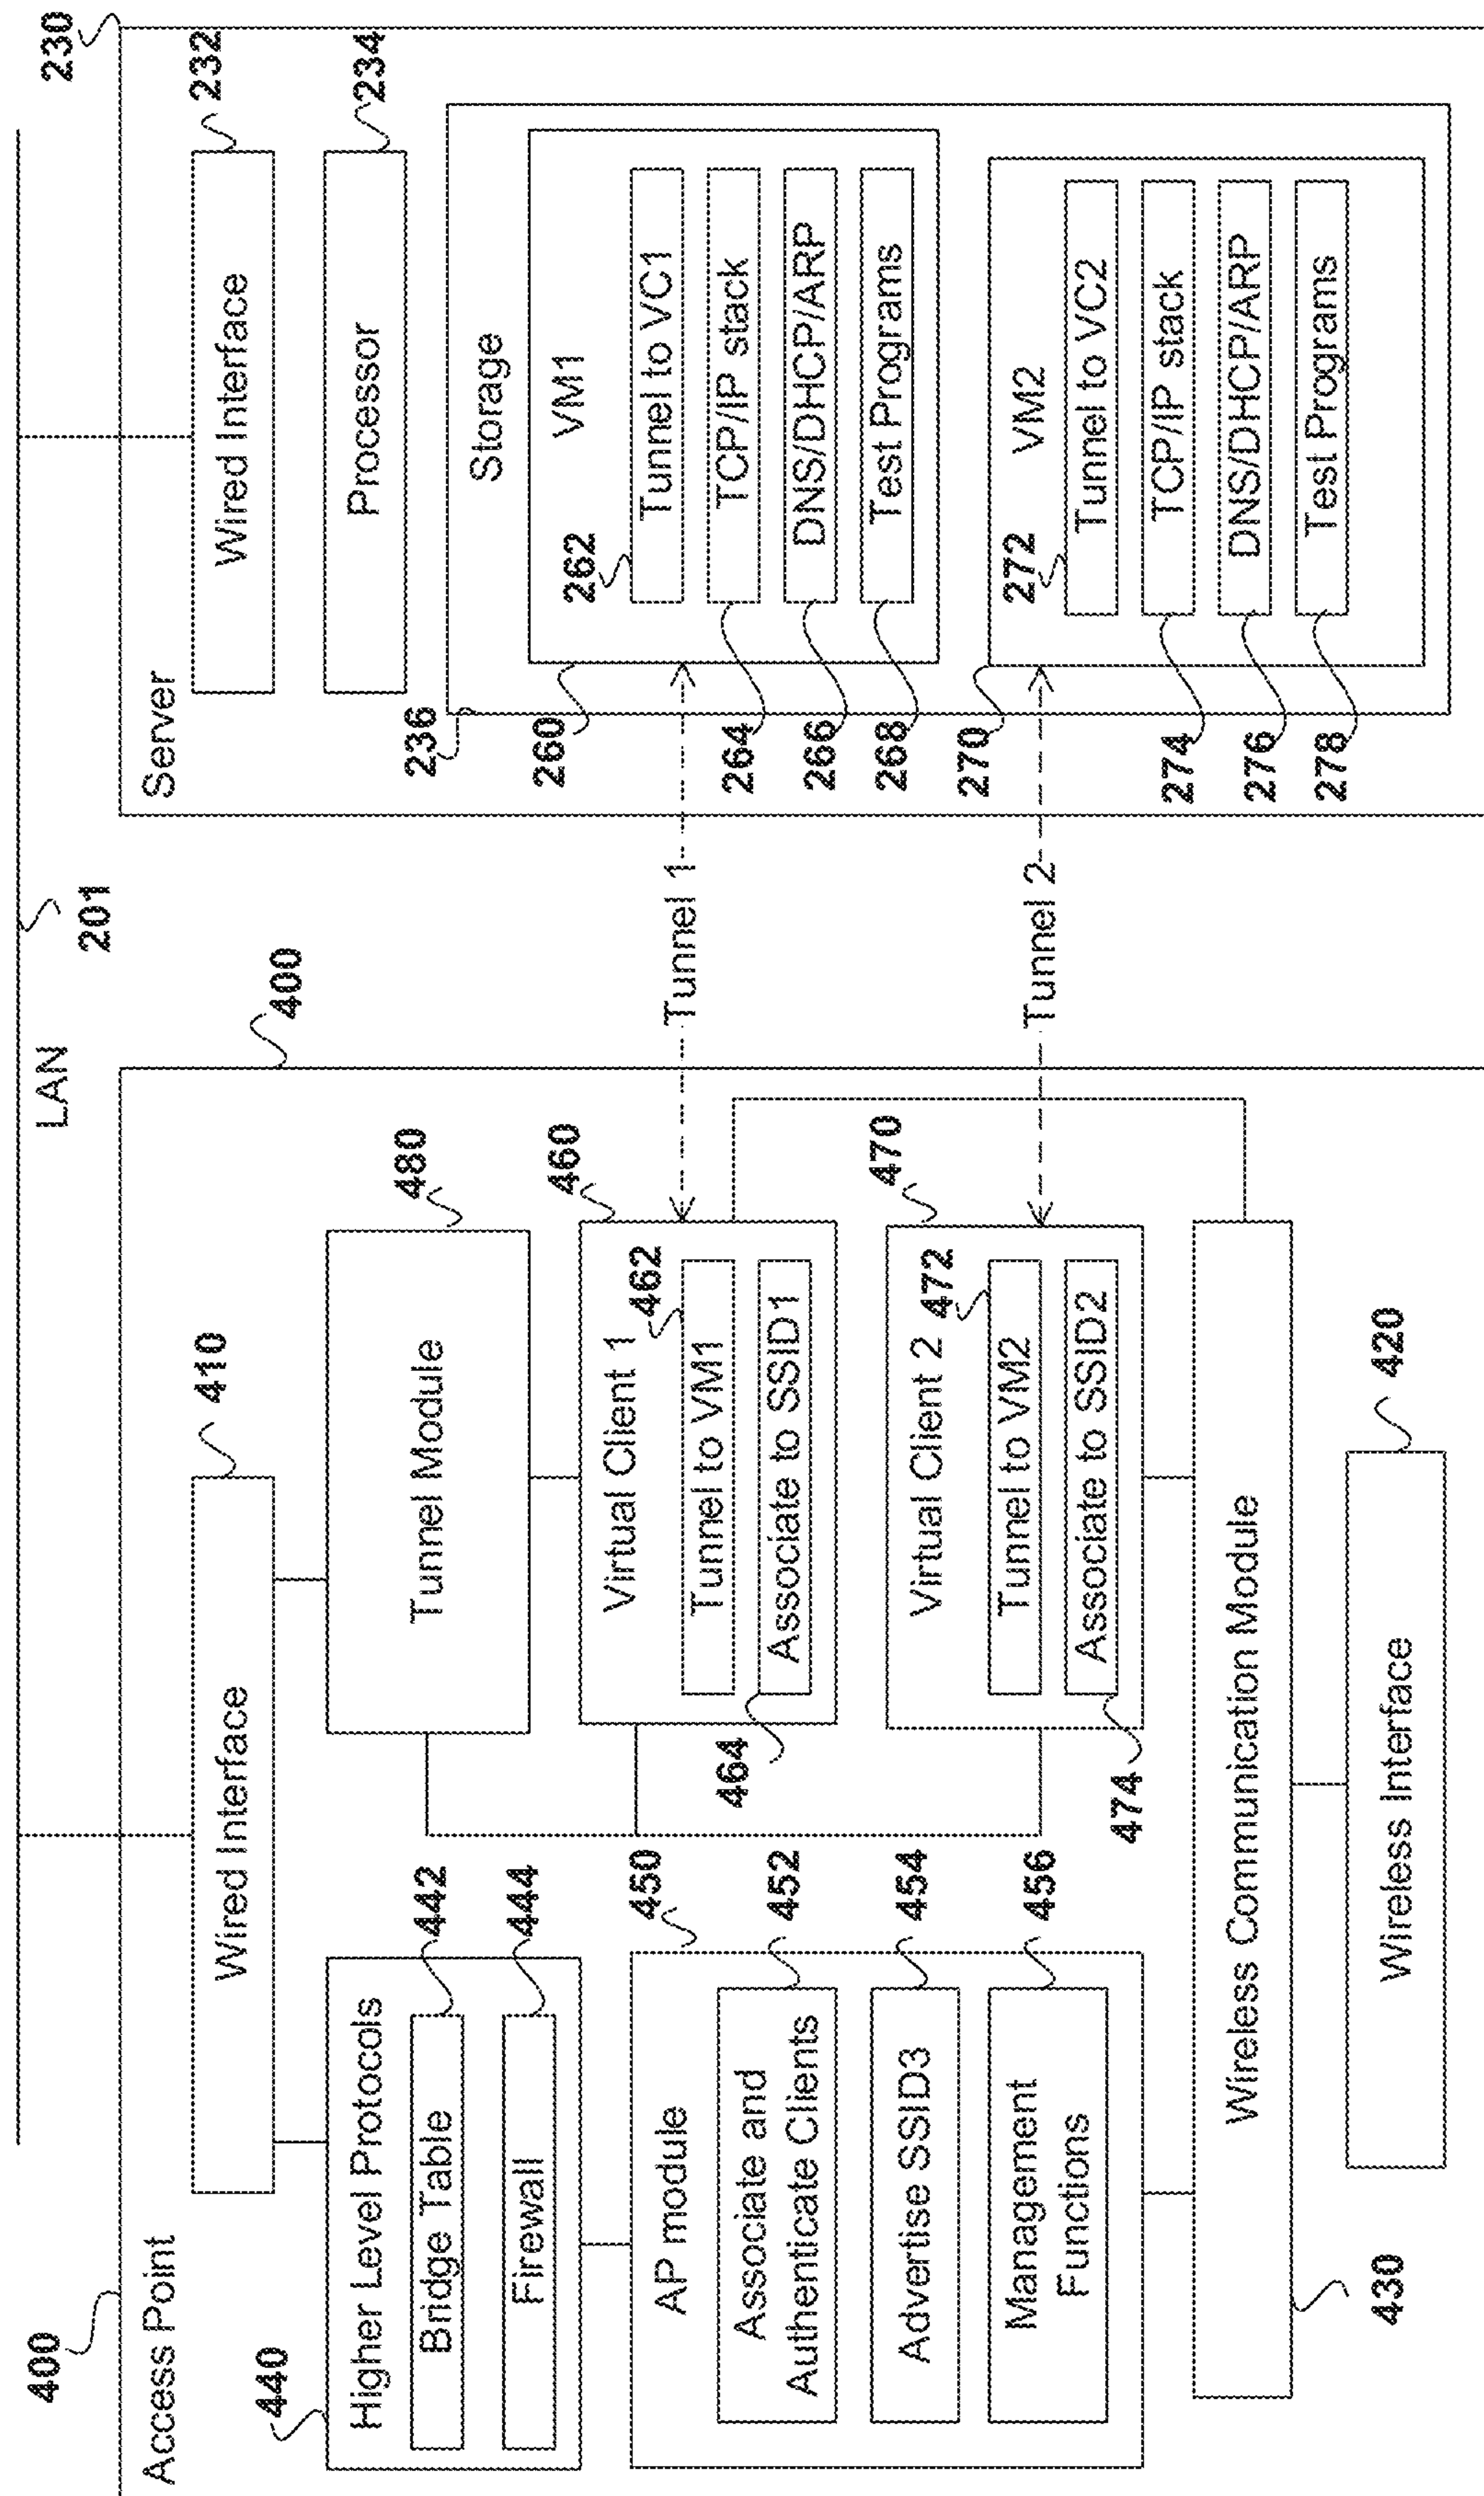 LAN
201
400
Access Point
400
Wired Interface
410
440
Higher Level Protocols
Bridge Table
442
Firewall
444
Tunnel Module
480
450
AP module
Associate and
Authenticate Clients
452
Advertise SSID3
454
Management
Functions
456
460
Virtual Client 1
462
Tunnel to VM1
Associate to SSID1
464
470
Virtual Client 2
472
Tunnel to VM2
Associate to SSID2
474
Wireless Communication Module
430
Wireless Interface
420
Tunnel 1
Tunnel 2
230
Server
Wired Interface
232
Processor
234
236
Storage
260
VM1
262
Tunnel to VC1
TCP/IP stack
264
DNS/DHCP/ARP
266
Test Programs
268
270
VM2
272
Tunnel to VC2
TCP/IP stack
274
DNS/DHCP/ARP
276
Test Programs
278